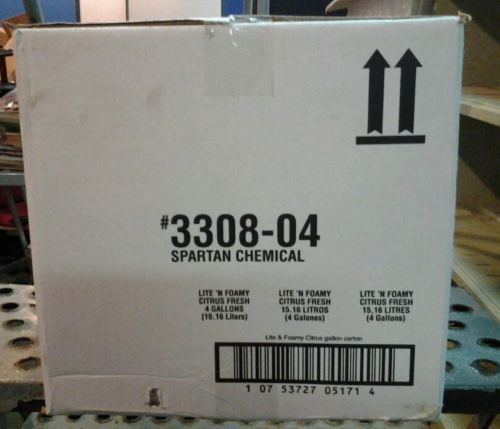 #3308-04
SPARTAN CHEMICAL
LITE 'N FOAMY
CITRUS FRESH
4 GALLONS
(15.16 Liters)
LITE 'N FOAMY
CITRUS FRESH
15.16 LITROS
(4 Galones)
LITE 'N FOAMY
CITRUS FRESH
15,16 LITRES
(4 Gallons)
Lite & Foamy Citrus gallon carton
1 07 53727 05171 4